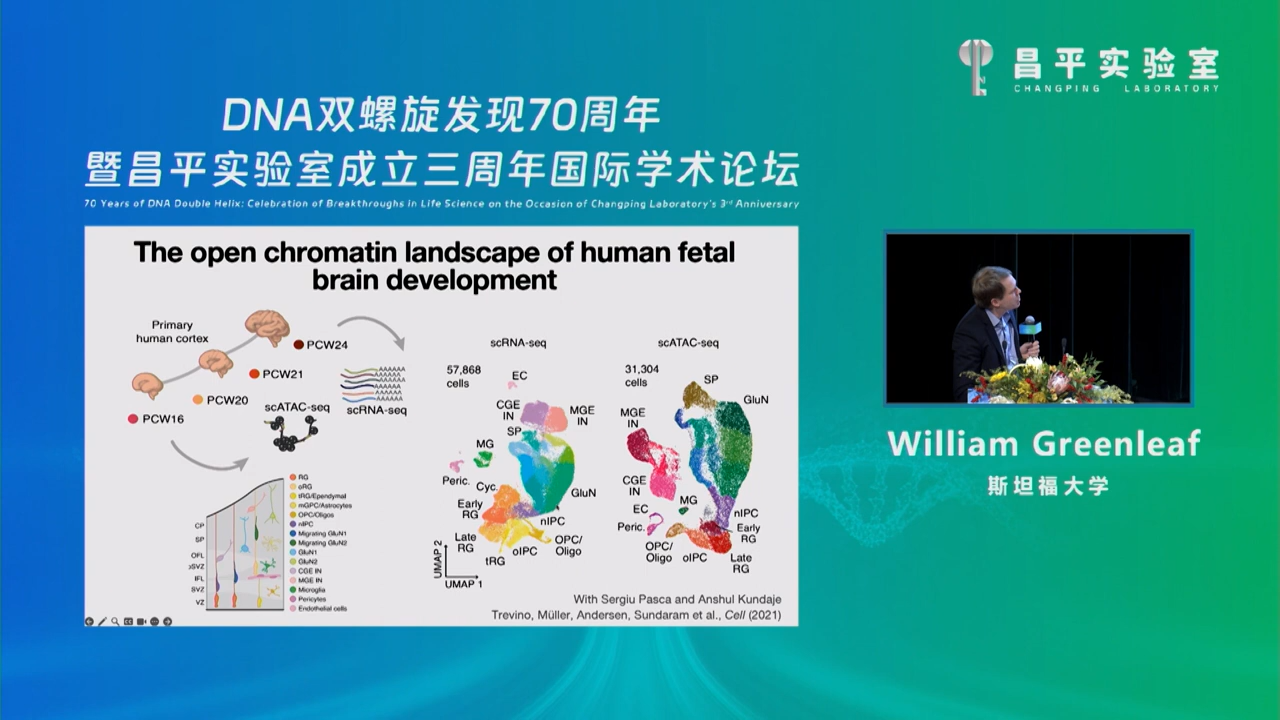 昌平实验室
CHANGPING LABORATORY
DNA双螺旋发现70周年
暨昌平实验室成立三周年国际学术论坛
70 Years of DNA Double Helix: Celebration of Breakthroughs in Life Science on the Occasion of Changping Laboratory's 3rd Anniversary
The open chromatin landscape of human fetal
brain development
Primary
human cortex
PCW24
PCW21
PCW20
PCW16
scATAC-seq
AAAAAA
AAAAAA
AAAAAA
AAAAAA
AAAAAA
scRNA-seq
CP
SP
OFL
oSVZ
IFL
SVZ
VZ
RG
oRG
tRG/Ependymal
mGPC/Astrocytes
OPC/Oligos
nIPC
Migrating GluN1
Migrating GluN2
GluN1
GluN2
CGE IN
MGE IN
Microglia
Pericytes
Endothelial cells
scRNA-seq
57,868
cells
EC
CGE
IN
MGE
IN
SP
MG
Peric.
Cyc.
GluN
Early
RG
nIPC
Late
RG
OPC/
Oligo
oIPC
tRG
UMAP 2
UMAP 1
scATAC-seq
31,304
cells
SP
GluN
MGE
IN
CGE
IN
MG
EC
nIPC
Peric.
Early
RG
OPC/
Oligo
oIPC
Late
RG
With Sergiu Pasca and Anshul Kundaje
Trevino, Müller, Andersen, Sundaram et al., Cell (2021)
William Greenleaf
斯坦福大学